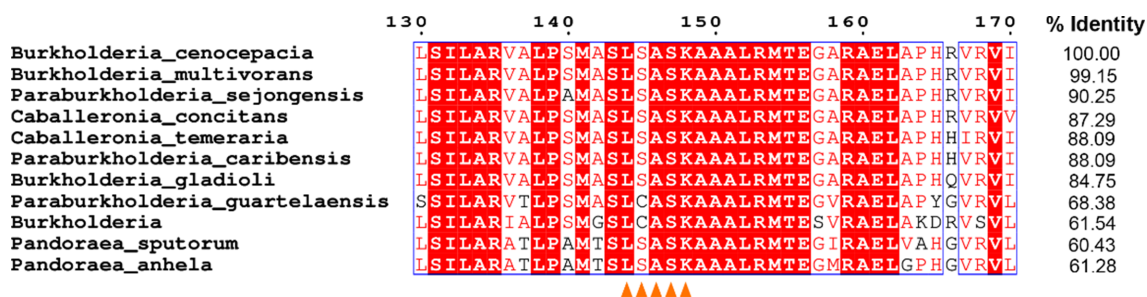 130 140 150 160 170 % Identity
Burkholderia_cenocepacia LSILARVALPSMASLSASKAAALRMTEGARAELAPHRVRVI 100.00
Burkholderia_multivorans LSILARVALPSMASLSASKAAALRMTEGARAELAPHRVRVI 99.15
Paraburkholderia_sejongensis LSILARVALPAMASLSASKAAALRMTEGARAELAPHRVRVI 90.25
Caballeronia_concitans LSILARVALPSMASLSASKAAALRMTEGARAELAPHRVRVV 87.29
Caballeronia_temeraria LSILARVALPSMASLSASKAAALRMTEGARAELAPHHIRVI 88.09
Paraburkholderia_caribensis LSILARVALPSMASLSASKAAALRMTEGARAELAPHHVRVI 88.09
Burkholderia_gladioli LSILARVALPSMASLSASKAAALRMTEGARAELAPHQVRVI 84.75
Paraburkholderia_guartelaensis SSILARVTLPSMASLCASKAAALRMTEGVRAELAPYGVRVL 68.38
Burkholderia LSILARIALPSMGSLCASKAAALRMTESVRAELAKDRVSVL 61.54
Pandoraea_sputorum LSILARATLPAMTSLSASKAAALRMTEGIRAELVAHGVRVL 60.43
Pandoraea_anhela LSILARATLPAMTSLSASKAAALRMTEGMRAELGPHGVRVL 61.28